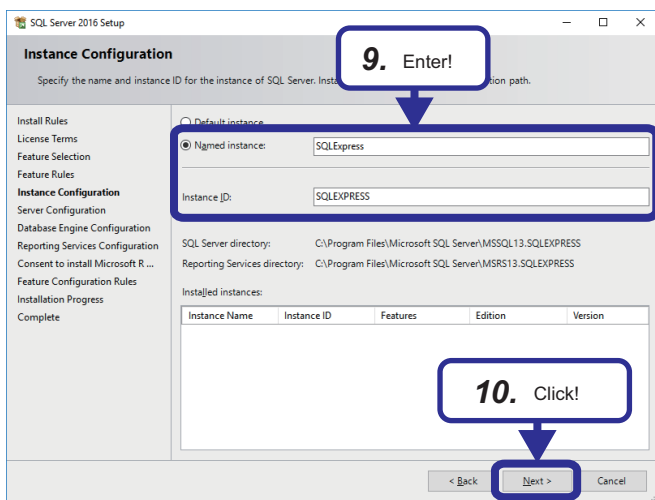 SQL Server 2016 Setup
Instance Configuration
9. Enter!
Specify the name and instance ID for the instance of SQL Server. Insta tion path.
Install Rules
License Terms
Feature Selection
Feature Rules
Instance Configuration
Server Configuration
Database Engine Configuration
Reporting Services Configuration
Consent to install Microsoft R ...
Feature Configuration Rules
Installation Progress
Complete
Default instance
Named instance: SQLExpress
Instance ID: SQLEXPRESS
SQL Server directory: C:\Program Files\Microsoft SQL Server\MSSQL13.SQLEXPRESS
Reporting Services directory: C:\Program Files\Microsoft SQL Server\MSRS13.SQLEXPRESS
Installed instances:
Instance Name Instance ID Features Edition Version
10. Click!
< Back Next > Cancel